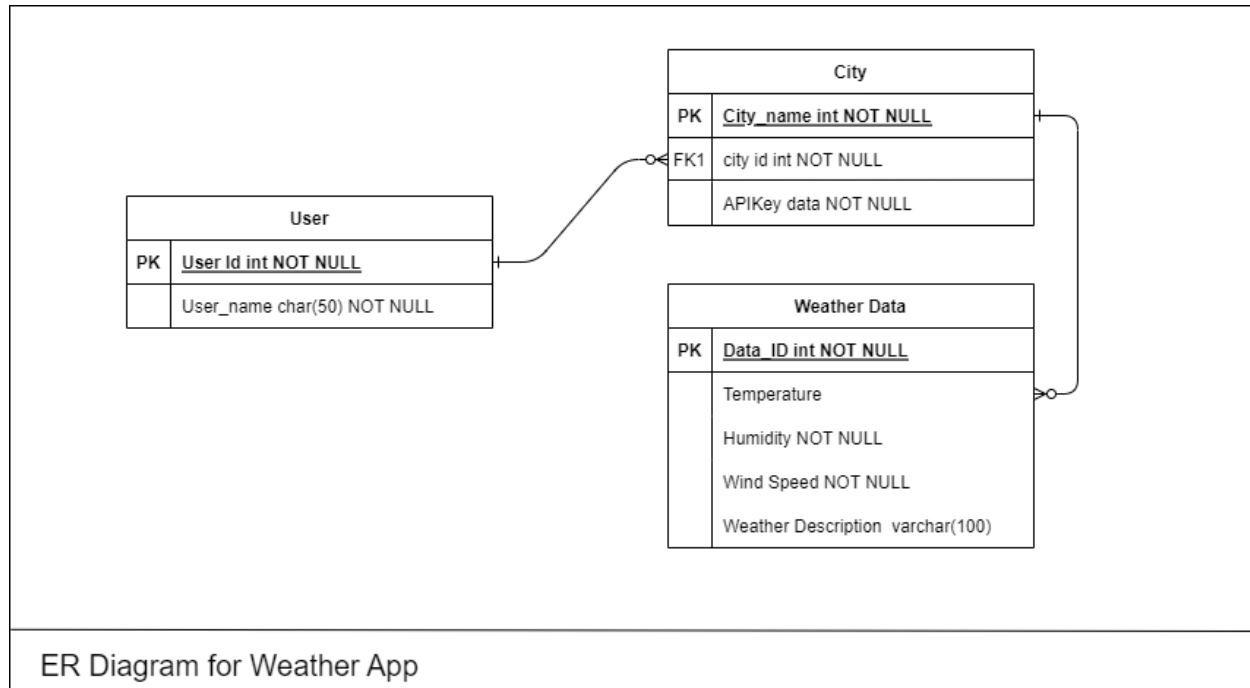 City
PK City_name int NOT NULL
FK1 city id int NOT NULL
APIKey data NOT NULL
User
PK User Id int NOT NULL
User_name char(50) NOT NULL
Weather Data
PK Data_ID int NOT NULL
Temperature
Humidity NOT NULL
Wind Speed NOT NULL
Weather Description varchar(100)
ER Diagram for Weather App